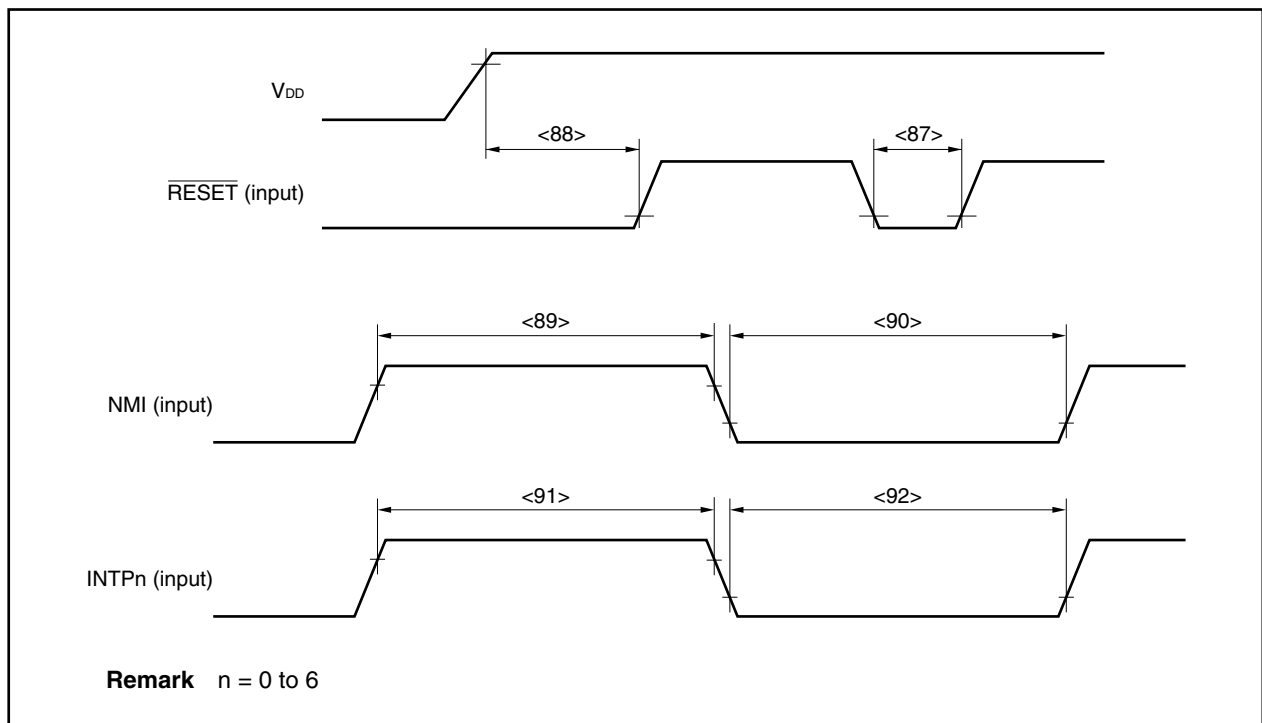 VDD
<88>
<87>
RESET (input)
<89>
<90>
NMI (input)
<91>
<92>
INTPn (input)
Remark n = 0 to 6